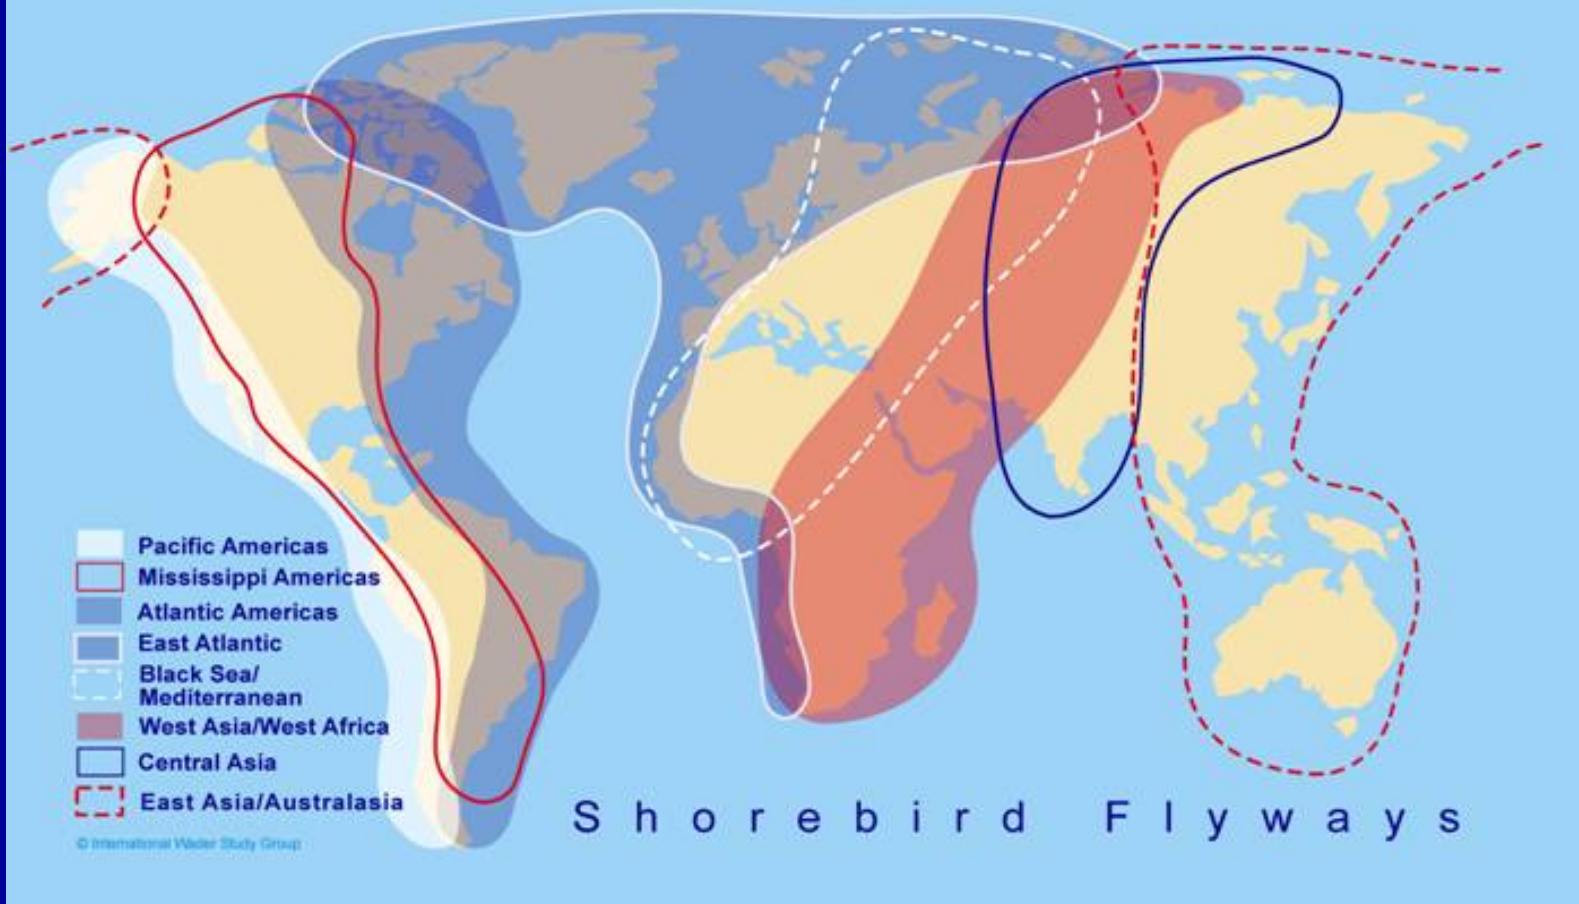 Pacific Americas
Mississippi Americas
Atlantic Americas
East Atlantic
Black Sea/
Mediterranean
West Asia/West Africa
Central Asia
East Asia/Australasia
Shorebird Flyways
© International Wader Study Group